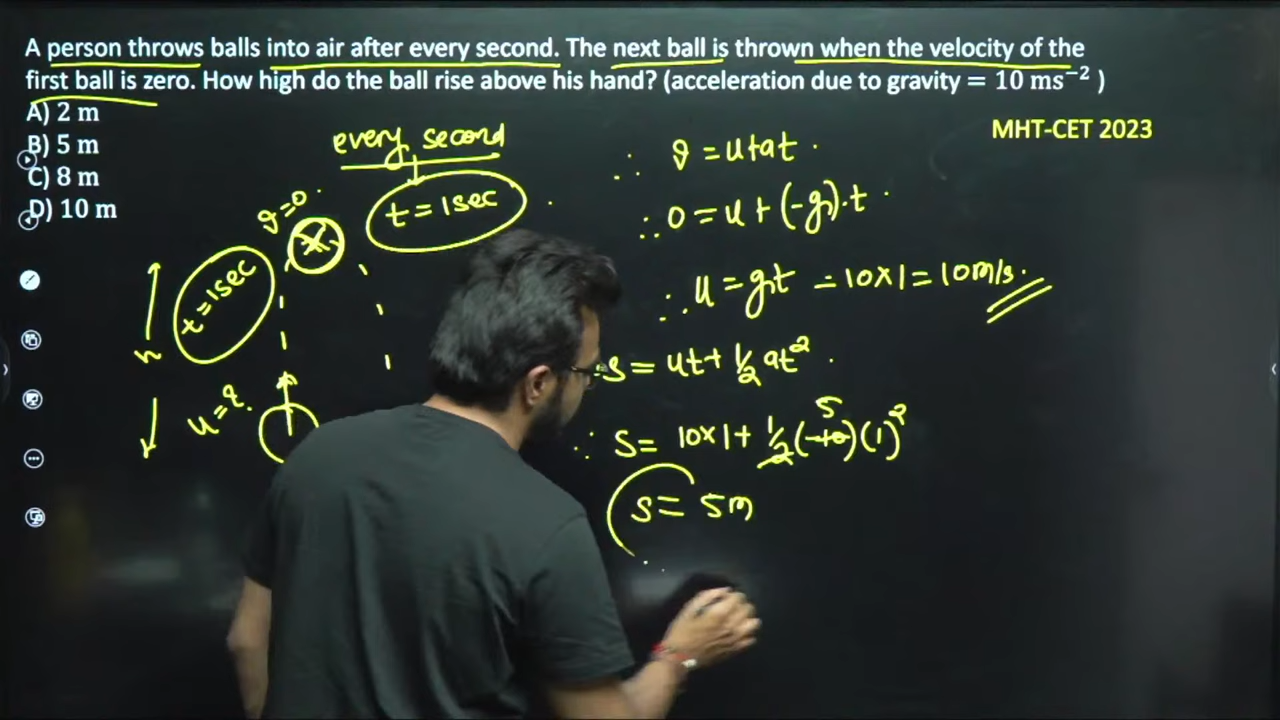 A person throws balls into air after every second. The next ball is thrown when the velocity of the
first ball is zero. How high do the ball rise above his hand? (acceleration due to gravity = 10 ms⁻² )
A) 2 m
B) 5 m
C) 8 m
D) 10 m
MHT-CET 2023
every second
t = 1sec
v=0
t=1sec
h
u=?
∴ v = u+at
∴ 0 = u + (-g).t
∴ u = gt = 10×1 = 10m/s.
s = ut + 1/2 at²
∴ S = 10×1 + 1/2 (-10) (1)²
5
s = 5m